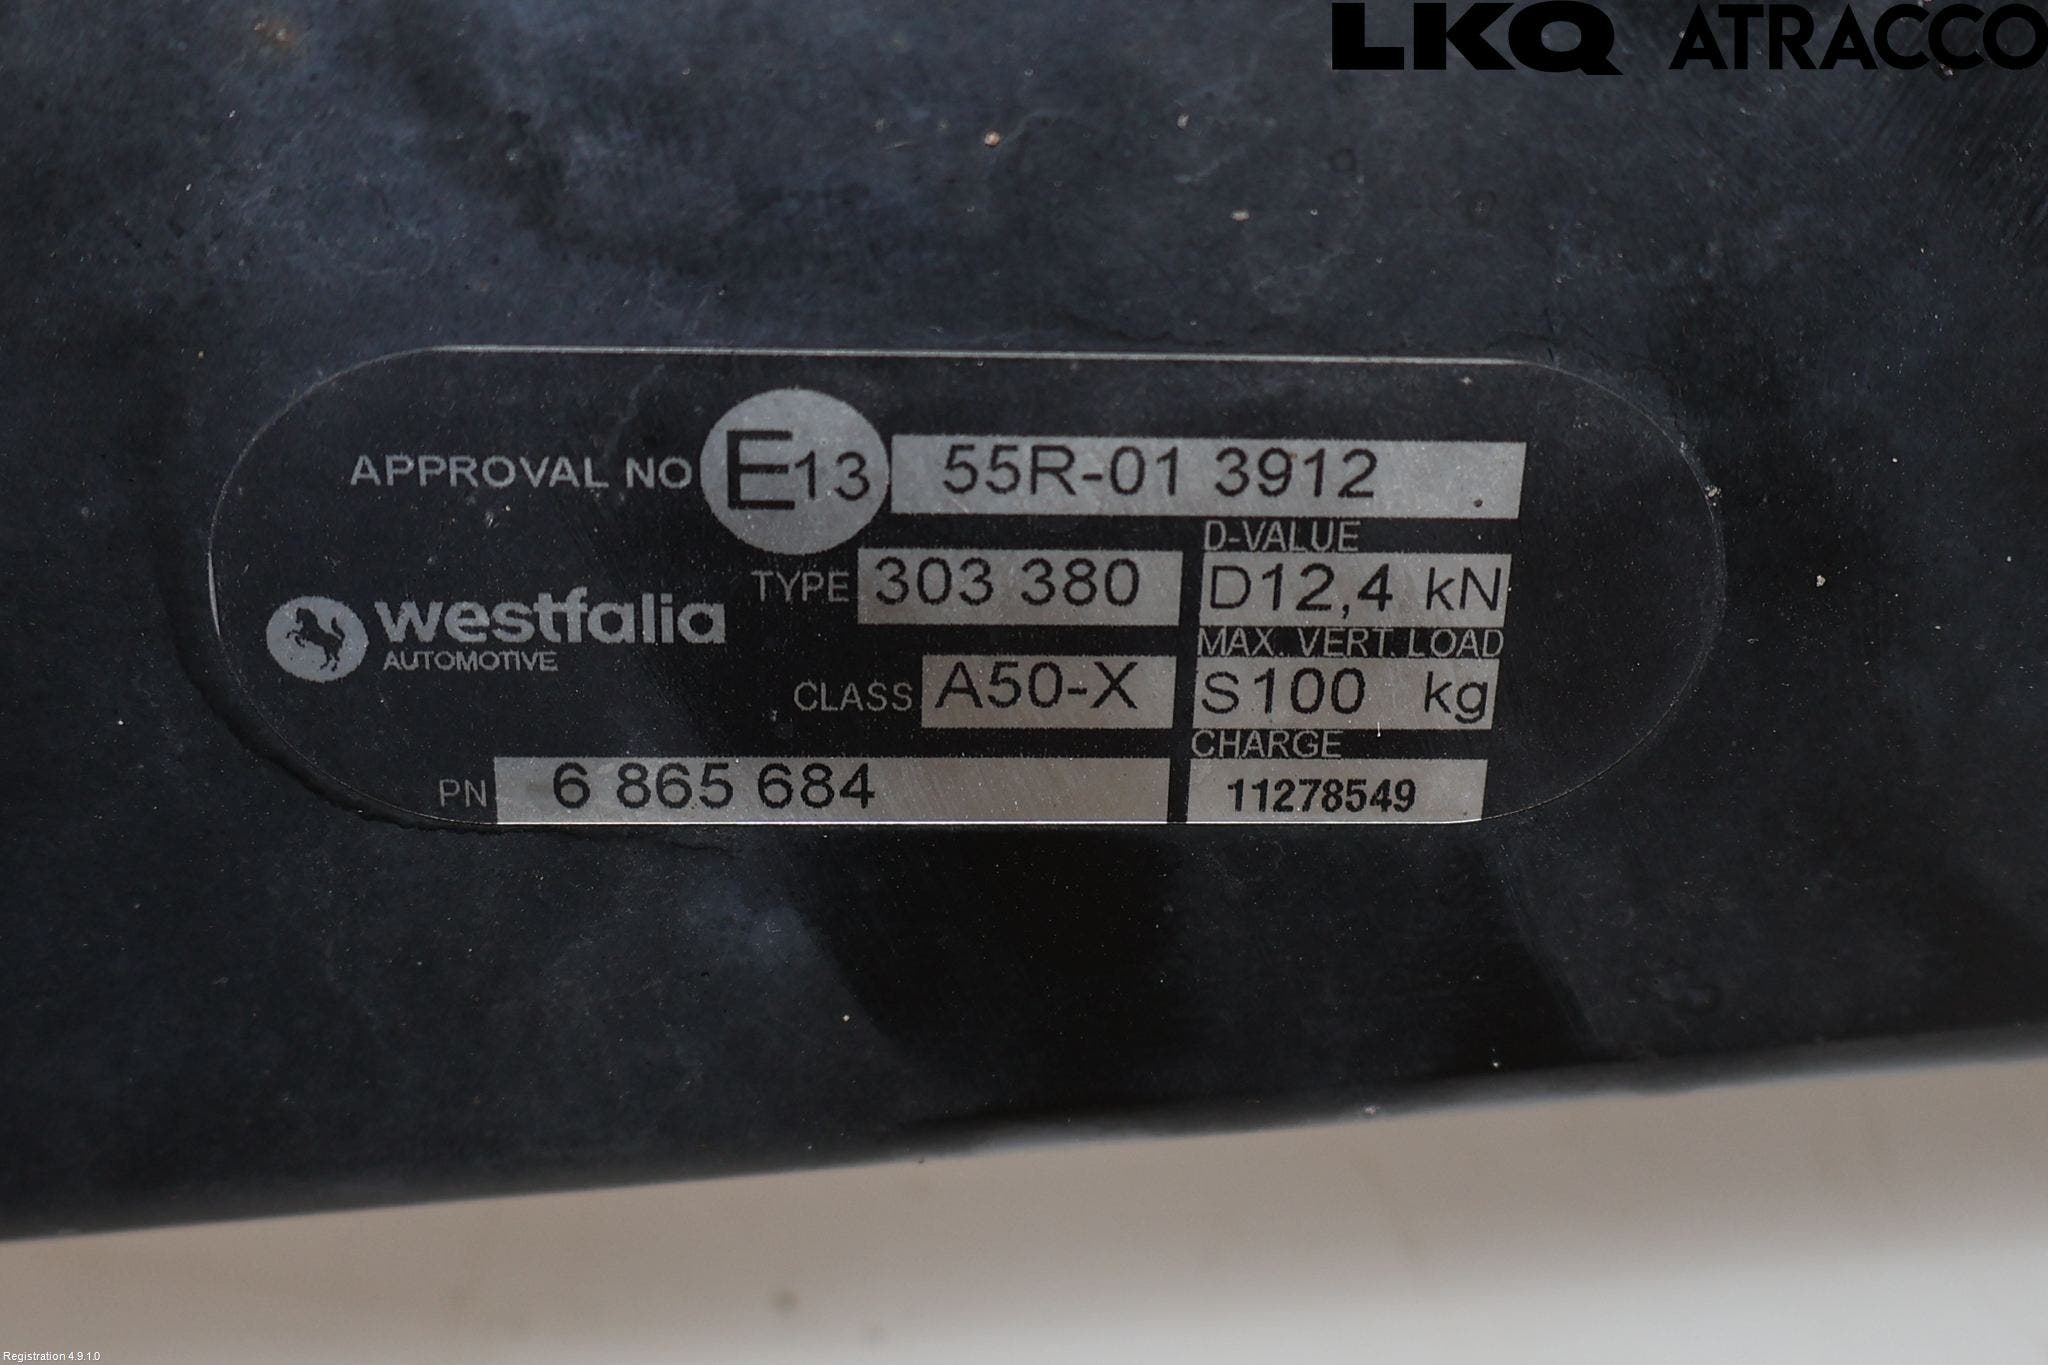 LKQ ATRACCO
APPROVAL NO E13 55R-01 3912
D-VALUE
TYPE 303 380 D12,4 kN
westfalia
AUTOMOTIVE
MAX. VERT. LOAD
CLASS A50-X S100 kg
CHARGE
PN 6 865 684 11278549
Registration 4.9.1.0